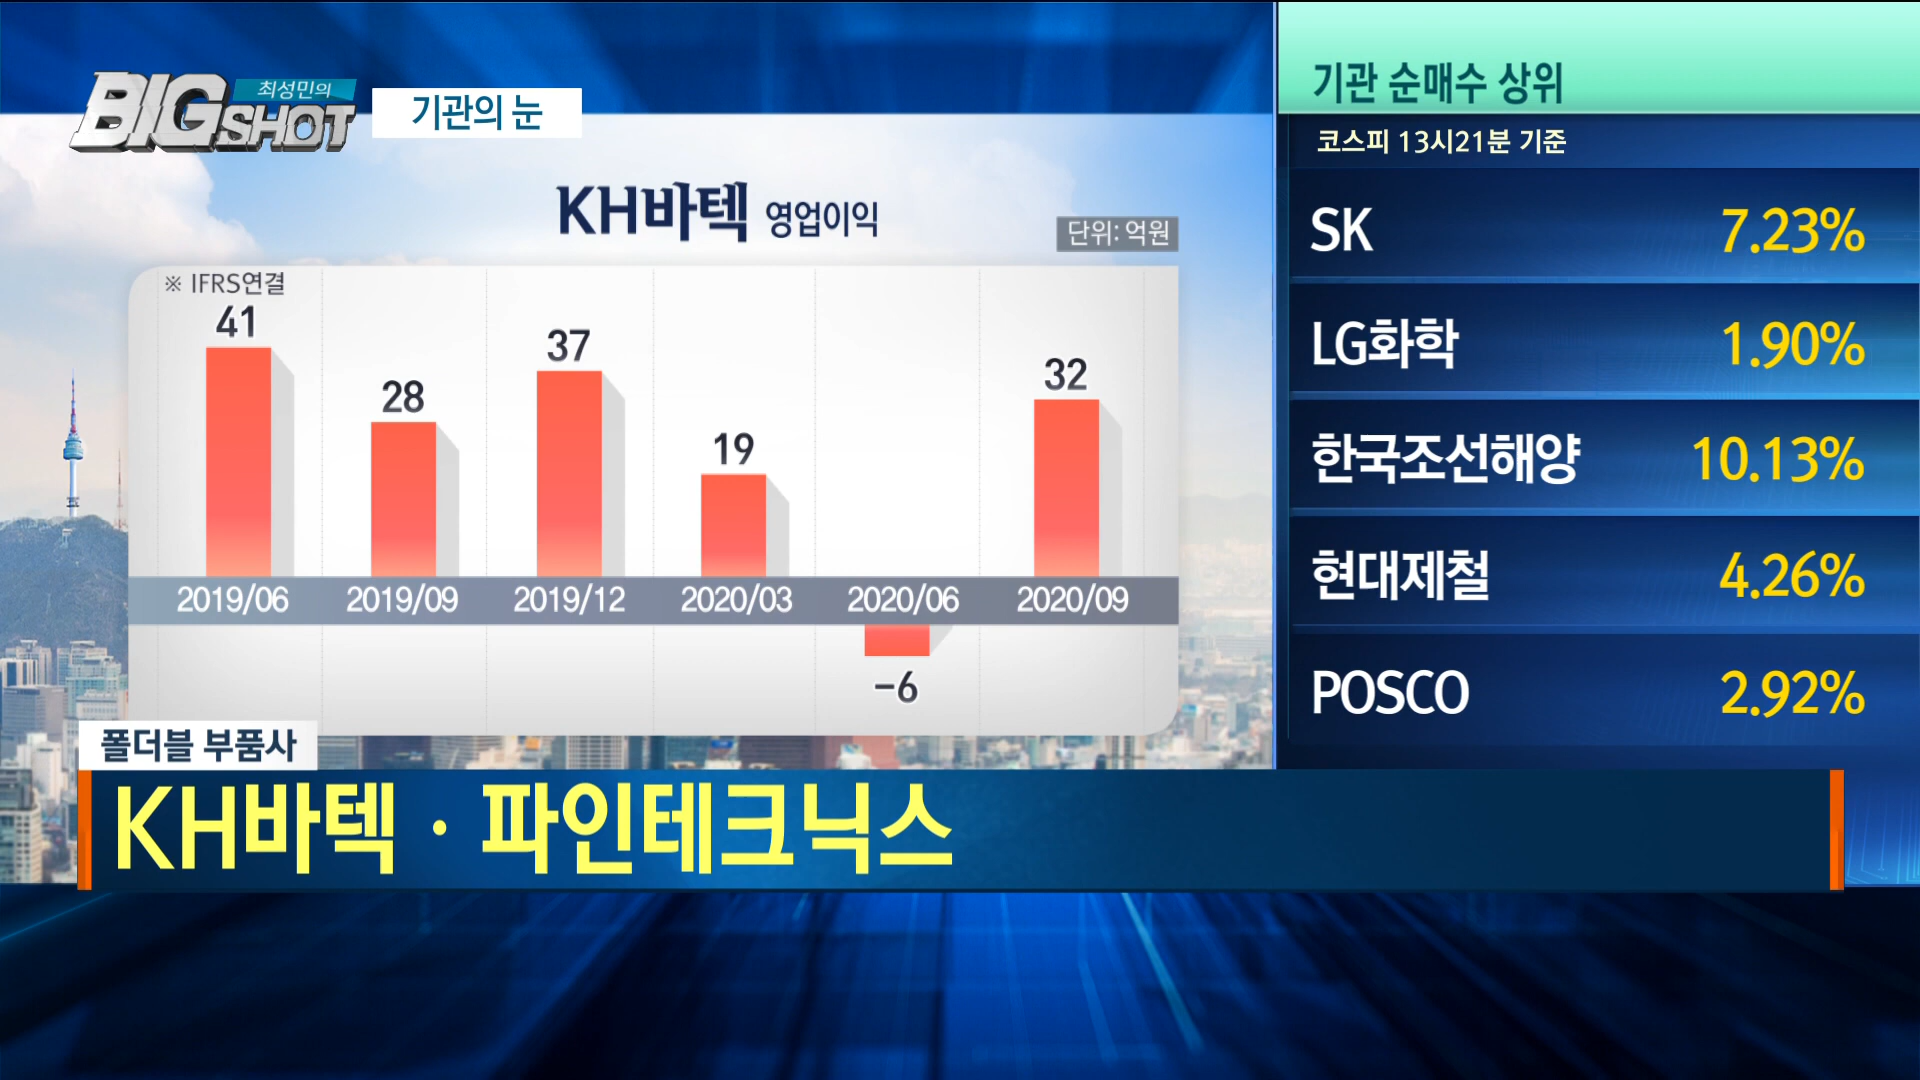 최성민의
BIGSHOT
기관의 눈
KH바텍 영업이익
단위: 억원
※ IFRS연결
41
28
37
19
32
2019/06 2019/09 2019/12 2020/03 2020/06 2020/09
-6
폴더블 부품사
KH바텍 · 파인테크닉스
기관 순매수 상위
코스피 13시21분 기준
SK 7.23%
LG화학 1.90%
한국조선해양 10.13%
현대제철 4.26%
POSCO 2.92%